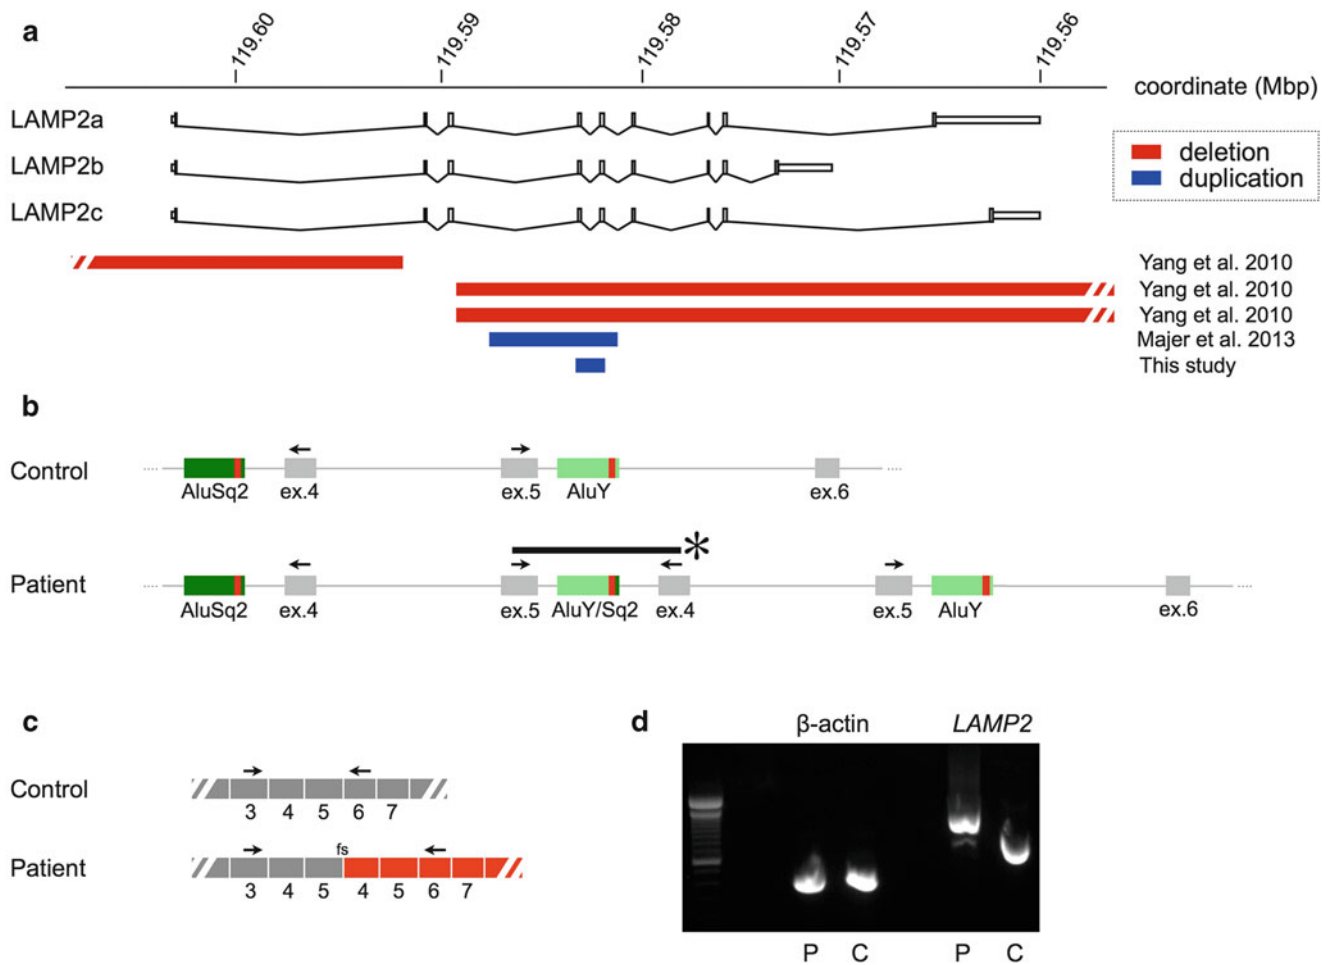 a
119.60 119.59 119.58 119.57 119.56
coordinate (Mbp)
LAMP2a
LAMP2b
LAMP2c
deletion
duplication
Yang et al. 2010
Yang et al. 2010
Yang et al. 2010
Majer et al. 2013
This study
b
Control
AluSq2 ex.4 ex.5 AluY ex.6
*
Patient
AluSq2 ex.4 ex.5 AluY/Sq2 ex.4 ex.5 AluY ex.6
c
Control
3 4 5 6 7
Patient
fs
3 4 5 4 5 6 7
d
β-actin LAMP2
P C P C